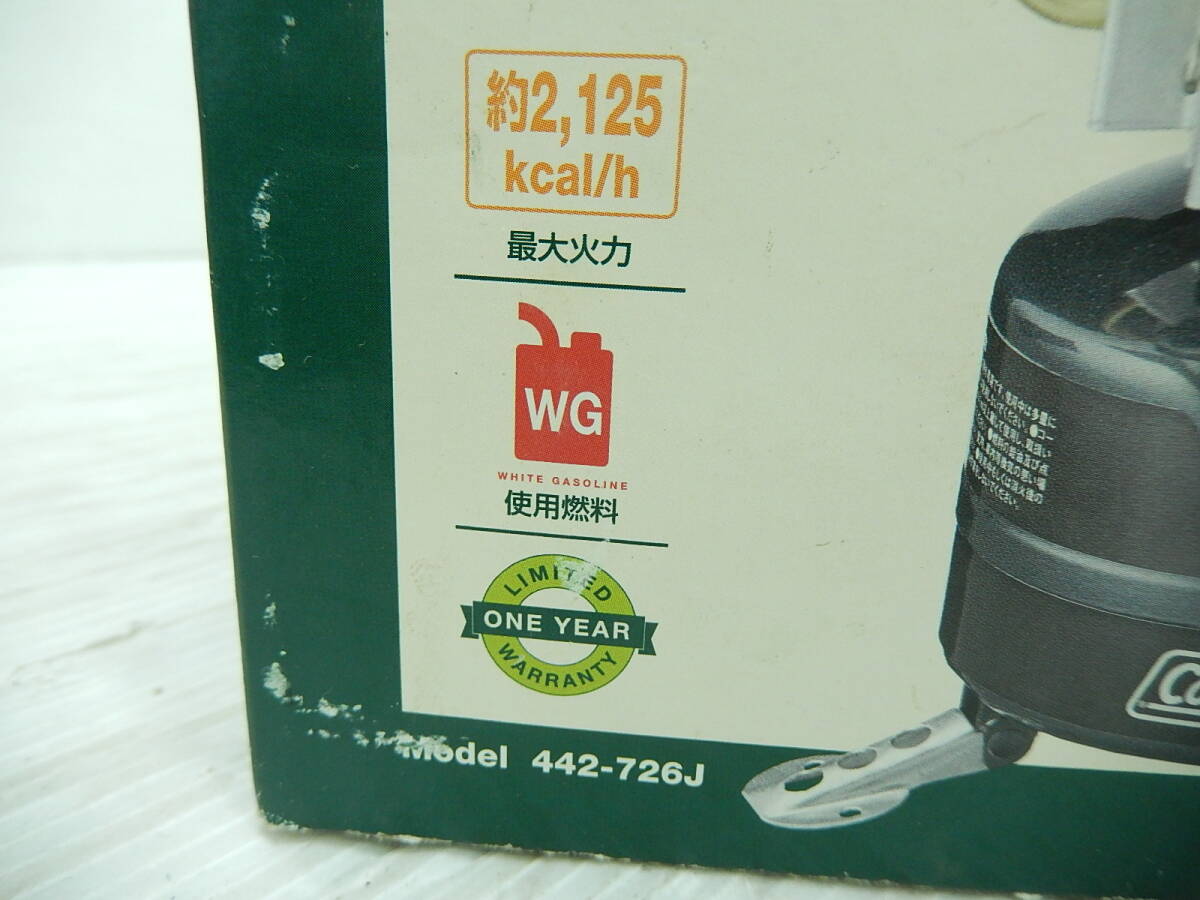 約2,125
kcal/h
最大火力
WG
WHITE GASOLINE
使用燃料
LIMITED
ONE YEAR
WARRANTY
Model 442-726J